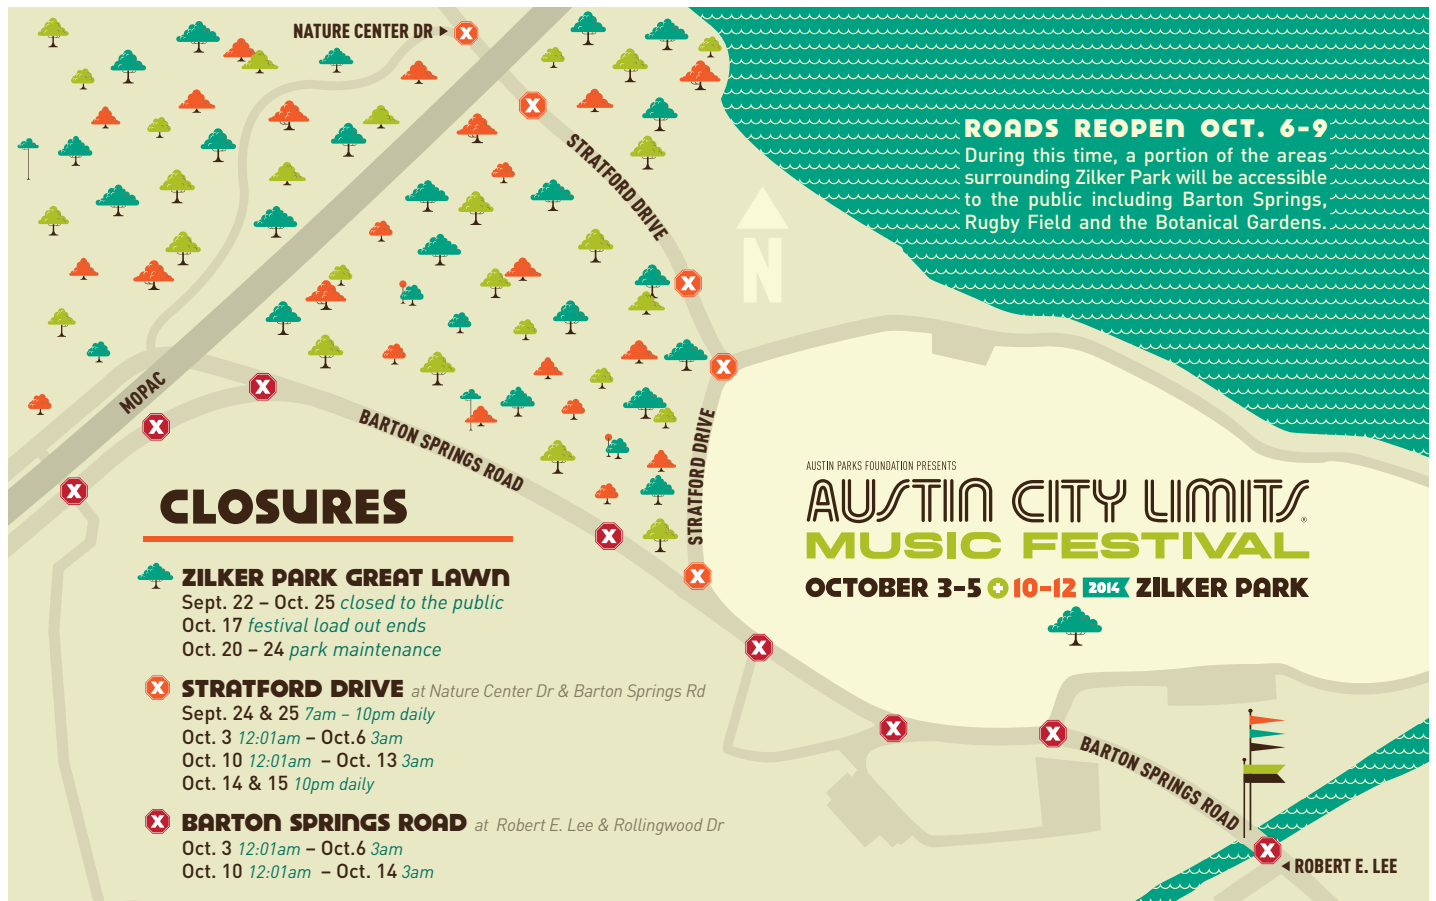 NATURE CENTER DR
STRATFORD DRIVE
ROADS REOPEN OCT. 6-9
During this time, a portion of the areas
surrounding Zilker Park will be accessible
to the public including Barton Springs,
Rugby Field and the Botanical Gardens.
N
MOPAC
BARTON SPRINGS ROAD
STRATFORD DRIVE
AUSTIN PARKS FOUNDATION PRESENTS
AUSTIN CITY LIMITS®
MUSIC FESTIVAL
OCTOBER 3-5 + 10-12 2014 ZILKER PARK
CLOSURES
ZILKER PARK GREAT LAWN
Sept. 22 – Oct. 25 closed to the public
Oct. 17 festival load out ends
Oct. 20 – 24 park maintenance
X STRATFORD DRIVE at Nature Center Dr & Barton Springs Rd
Sept. 24 & 25 7am – 10pm daily
Oct. 3 12:01am – Oct.6 3am
Oct. 10 12:01am – Oct. 13 3am
Oct. 14 & 15 10pm daily
X BARTON SPRINGS ROAD at Robert E. Lee & Rollingwood Dr
Oct. 3 12:01am – Oct.6 3am
Oct. 10 12:01am – Oct. 14 3am
BARTON SPRINGS ROAD
ROBERT E. LEE